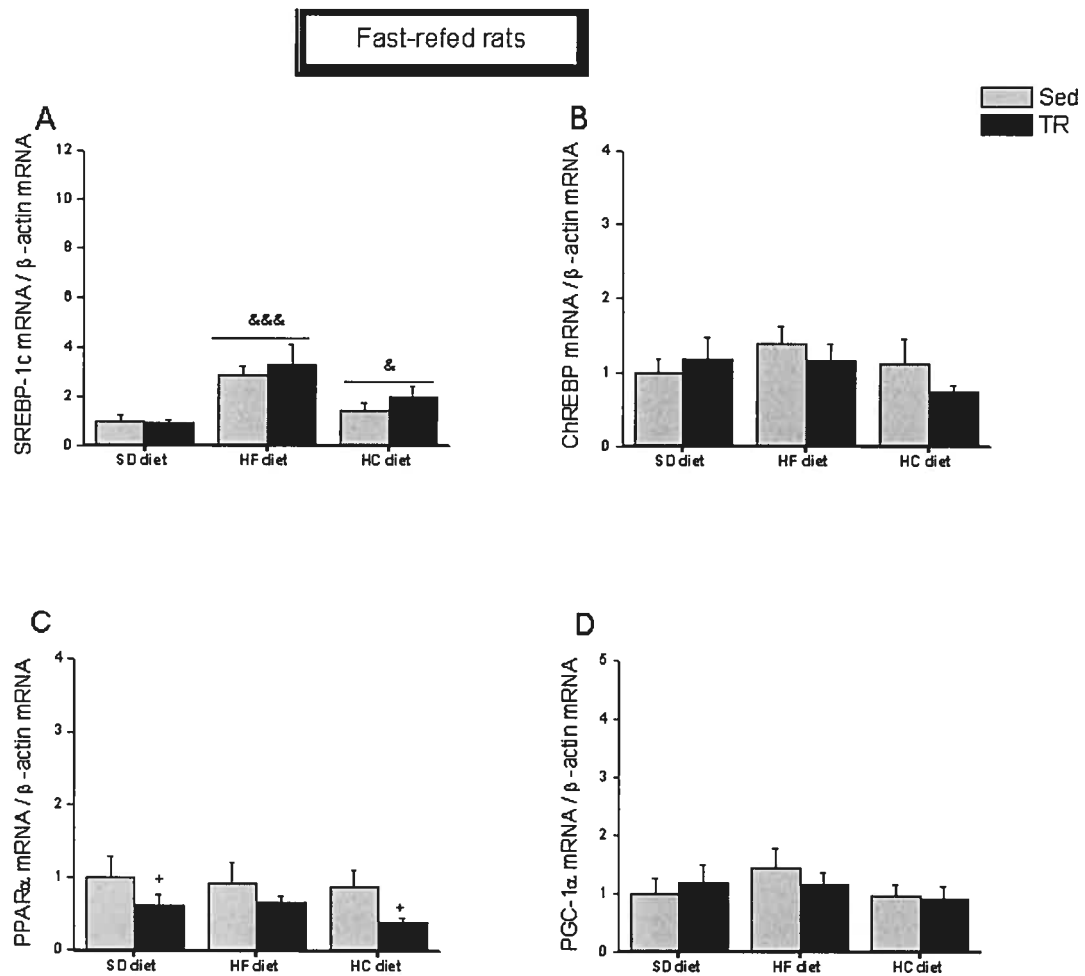 Fast-refed rats
Sed
TR
A
SREBP-1c mRNA / β-actin mRNA
12
10
8
6
4
2
0
&&&
&
SD diet HF diet HC diet
B
ChREBP mRNA / β-actin mRNA
4
3
2
1
0
SD diet HF diet HC diet
C
PPARα mRNA / β-actin mRNA
4
3
2
1
0
+
+
SD diet HF diet HC diet
D
PGC-1α mRNA / β-actin mRNA
5
4
3
2
1
0
SD diet HF diet HC diet